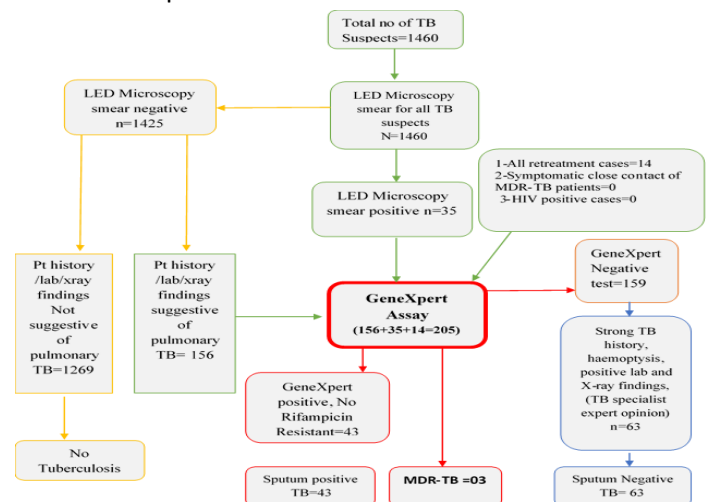 Total no of TB
Suspects=1460
LED Microscopy
smear negative
n=1425
LED Microscopy
smear for all TB
suspects
N=1460
1-All retreatment cases=14
2-Symptomatic close contact of
MDR-TB patients=0
3-HIV positive cases=0
LED Microscopy
smear positive n=35
Pt history
/lab/xray
findings
Not
suggestive
of
pulmonary
TB=1269
Pt history
/lab/xray
findings
suggestive
of
pulmonary
TB= 156
GeneXpert
Assay
(156+35+14=205)
GeneXpert
Negative
test=159
GeneXpert
positive, No
Rifampicin
Resistant=43
Strong TB
history,
haemoptysis,
positive lab and
X-ray findings,
(TB specialist
expert opinion)
n=63
No
Tuberculosis
Sputum positive
TB=43
MDR-TB =03
Sputum Negative
TB= 63